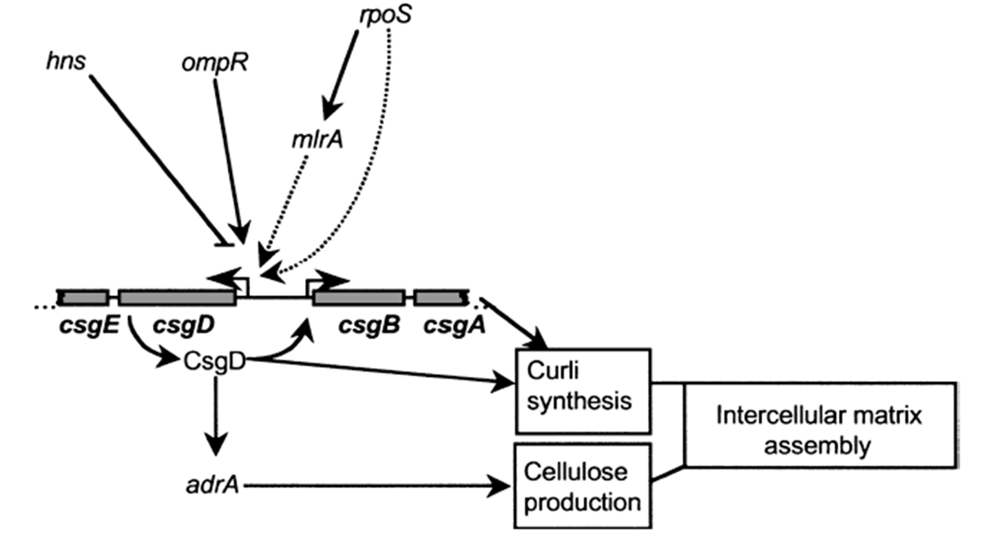 rpoS
hns
ompR
mlrA
csgE
csgD
csgB
csgA
CsgD
Curli
synthesis
Intercellular matrix
assembly
adrA
Cellulose
production